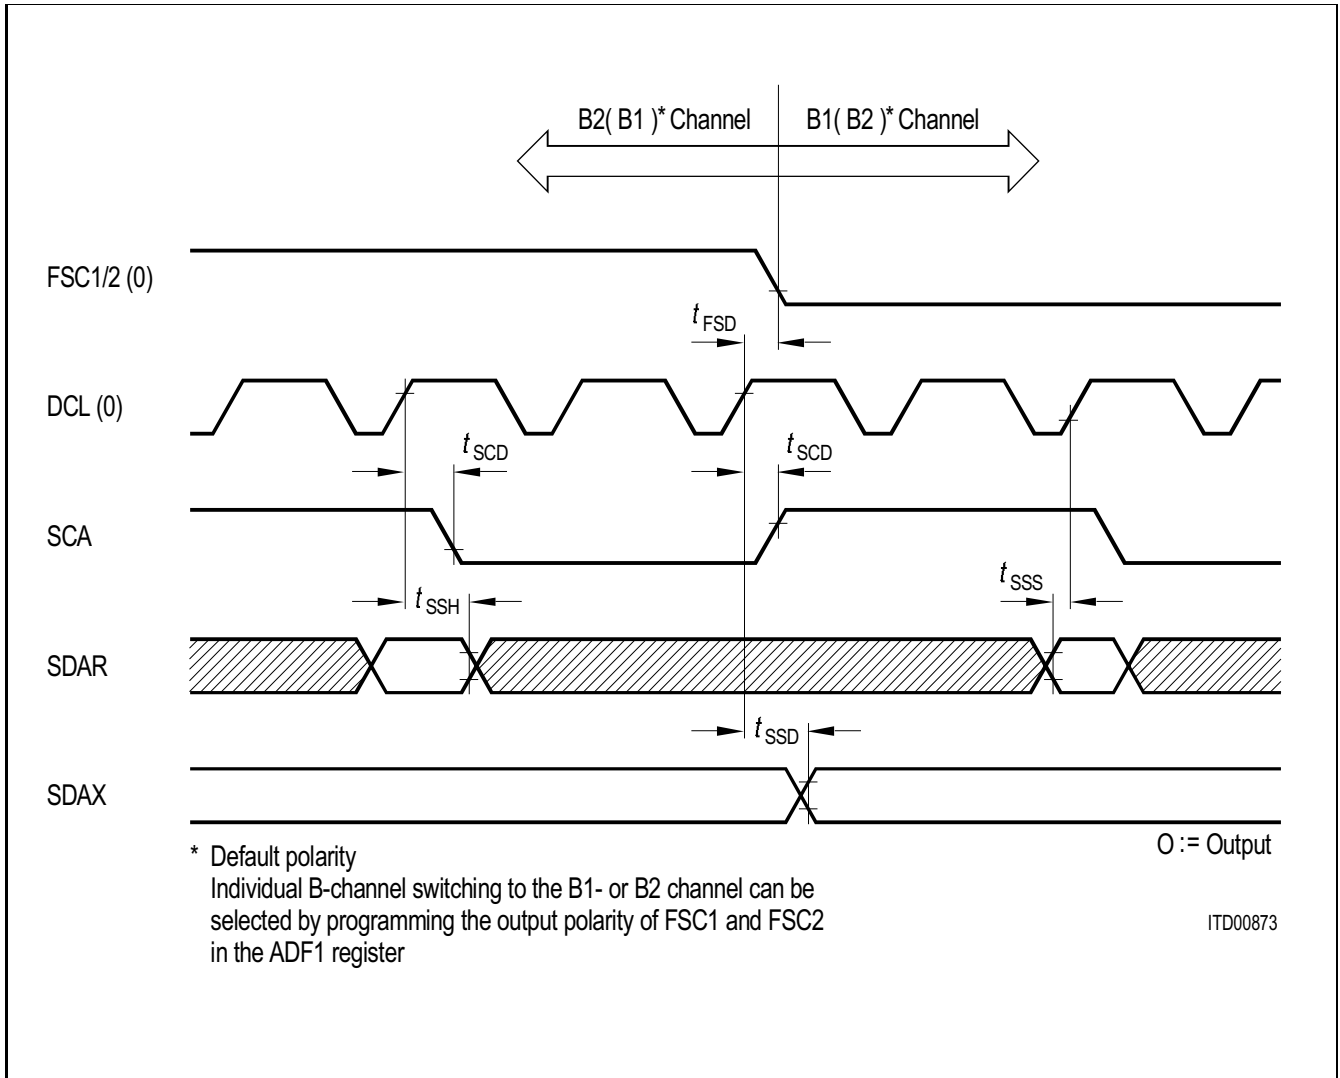 B2( B1 )* Channel B1( B2 )* Channel
FSC1/2 (0)
t FSD
DCL (0)
t SCD t SCD
SCA
t SSH t SSS
SDAR
t SSD
SDAX
O := Output
* Default polarity
Individual B-channel switching to the B1- or B2 channel can be
selected by programming the output polarity of FSC1 and FSC2
in the ADF1 register
ITD00873